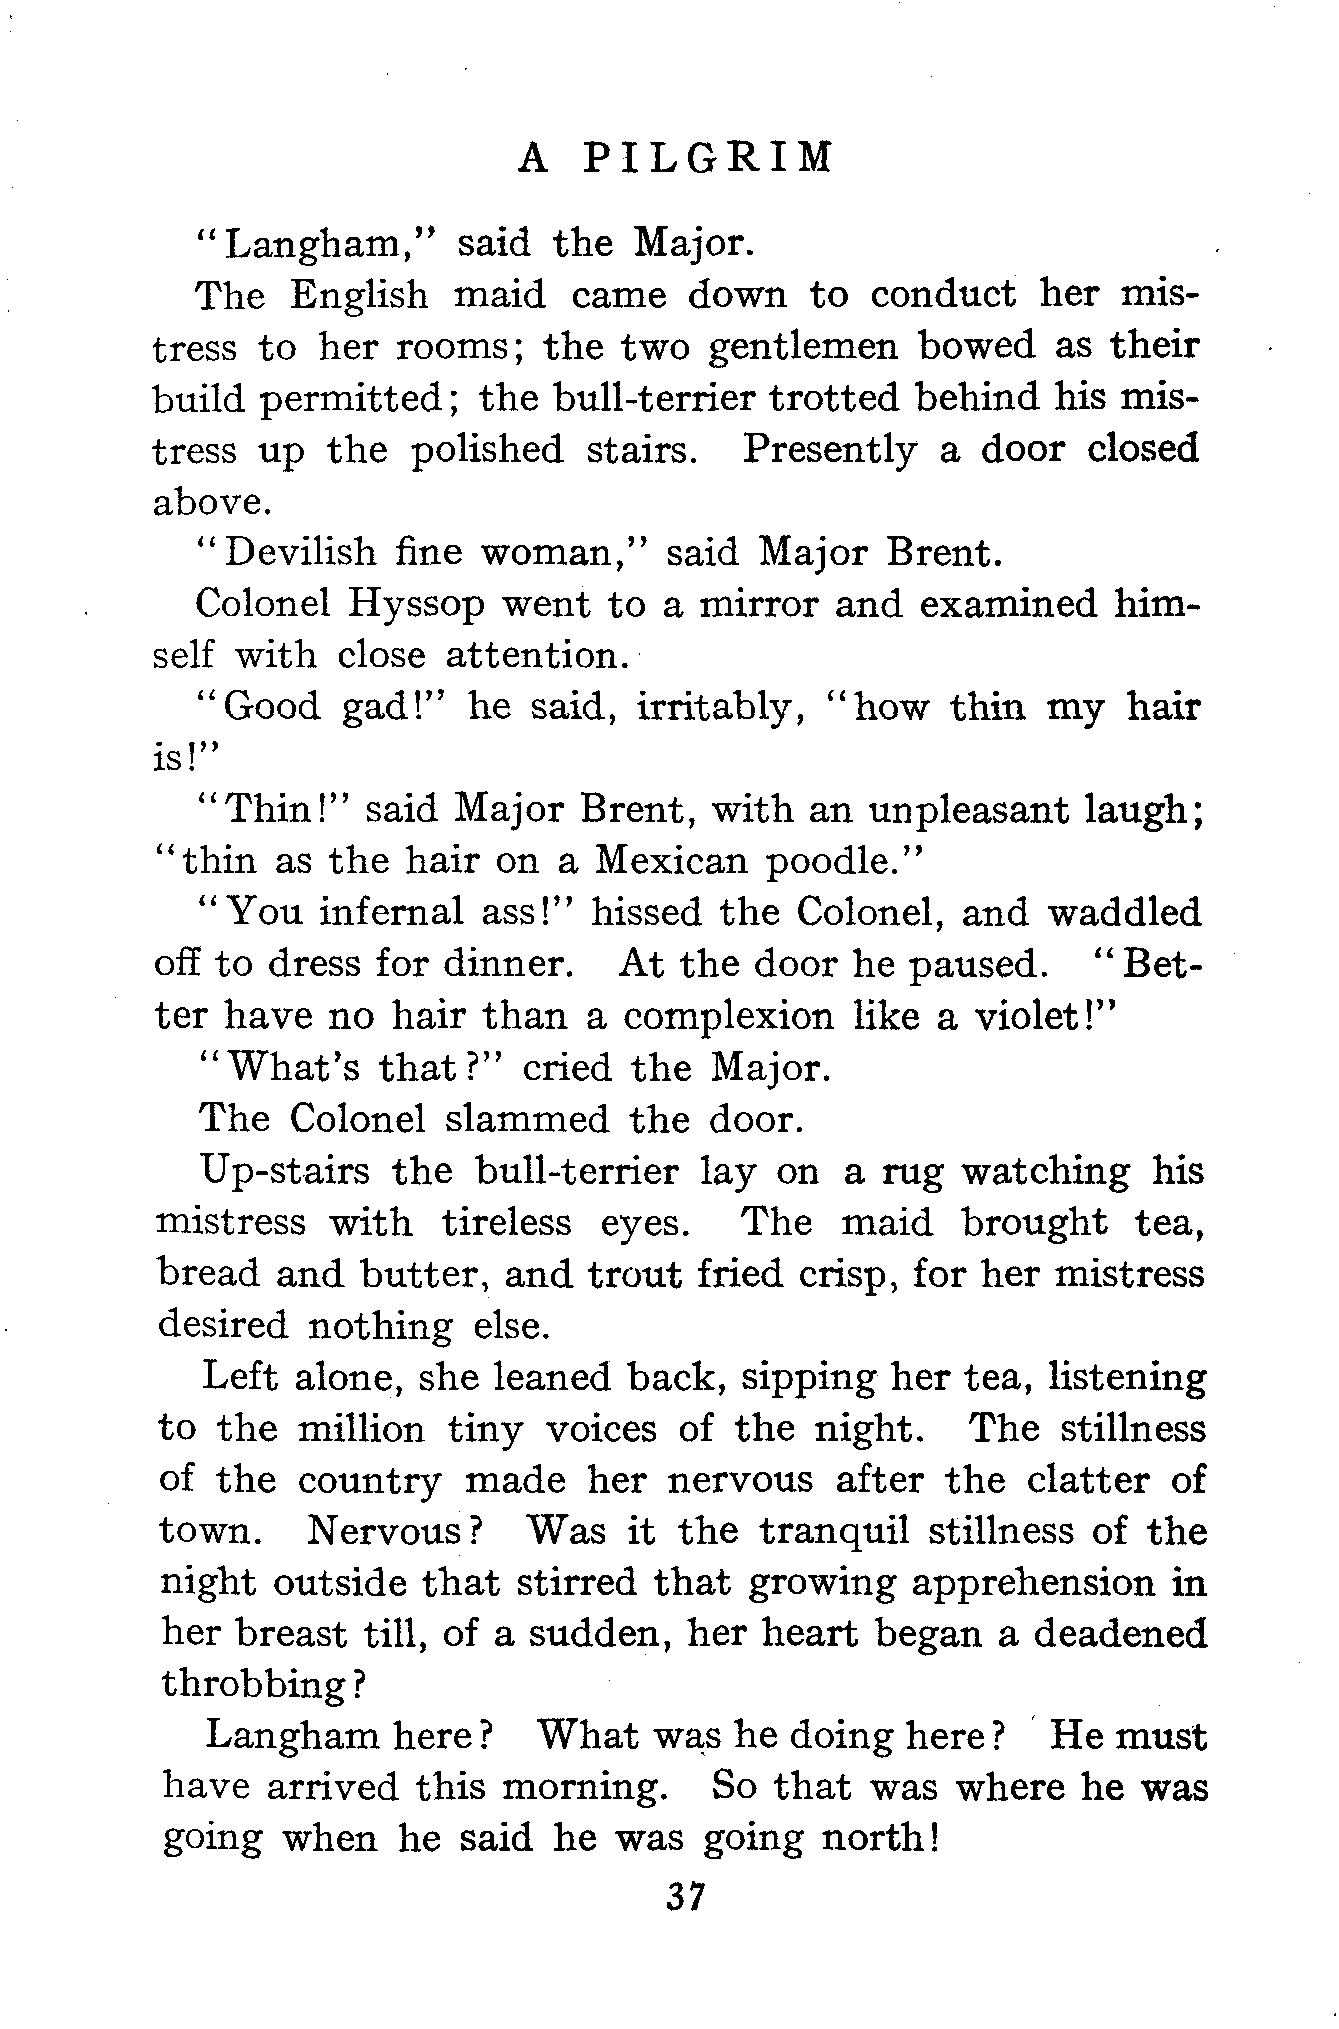 A PILGRIM
"Langham," said the Major.
The English maid came down to conduct her mis-
tress to her rooms; the two gentlemen bowed as their
build permitted; the bull-terrier trotted behind his mis-
tress up the polished stairs. Presently a door closed
above.
"Devilish fine woman," said Major Brent.
Colonel Hyssop went to a mirror and examined him-
self with close attention.
"Good gad!" he said, irritably, "how thin my hair
is!"
"Thin!" said Major Brent, with an unpleasant laugh;
"thin as the hair on a Mexican poodle."
"You infernal ass!" hissed the Colonel, and waddled
off to dress for dinner. At the door he paused. "Bet-
ter have no hair than a complexion like a violet!"
"What's that?" cried the Major.
The Colonel slammed the door.
Up-stairs the bull-terrier lay on a rug watching his
mistress with tireless eyes. The maid brought tea,
bread and butter, and trout fried crisp, for her mistress
desired nothing else.
Left alone, she leaned back, sipping her tea, listening
to the million tiny voices of the night. The stillness
of the country made her nervous after the clatter of
town. Nervous? Was it the tranquil stillness of the
night outside that stirred that growing apprehension in
her breast till, of a sudden, her heart began a deadened
throbbing?
Langham here? What was he doing here? He must
have arrived this morning. So that was where he was
going when he said he was going north!
37